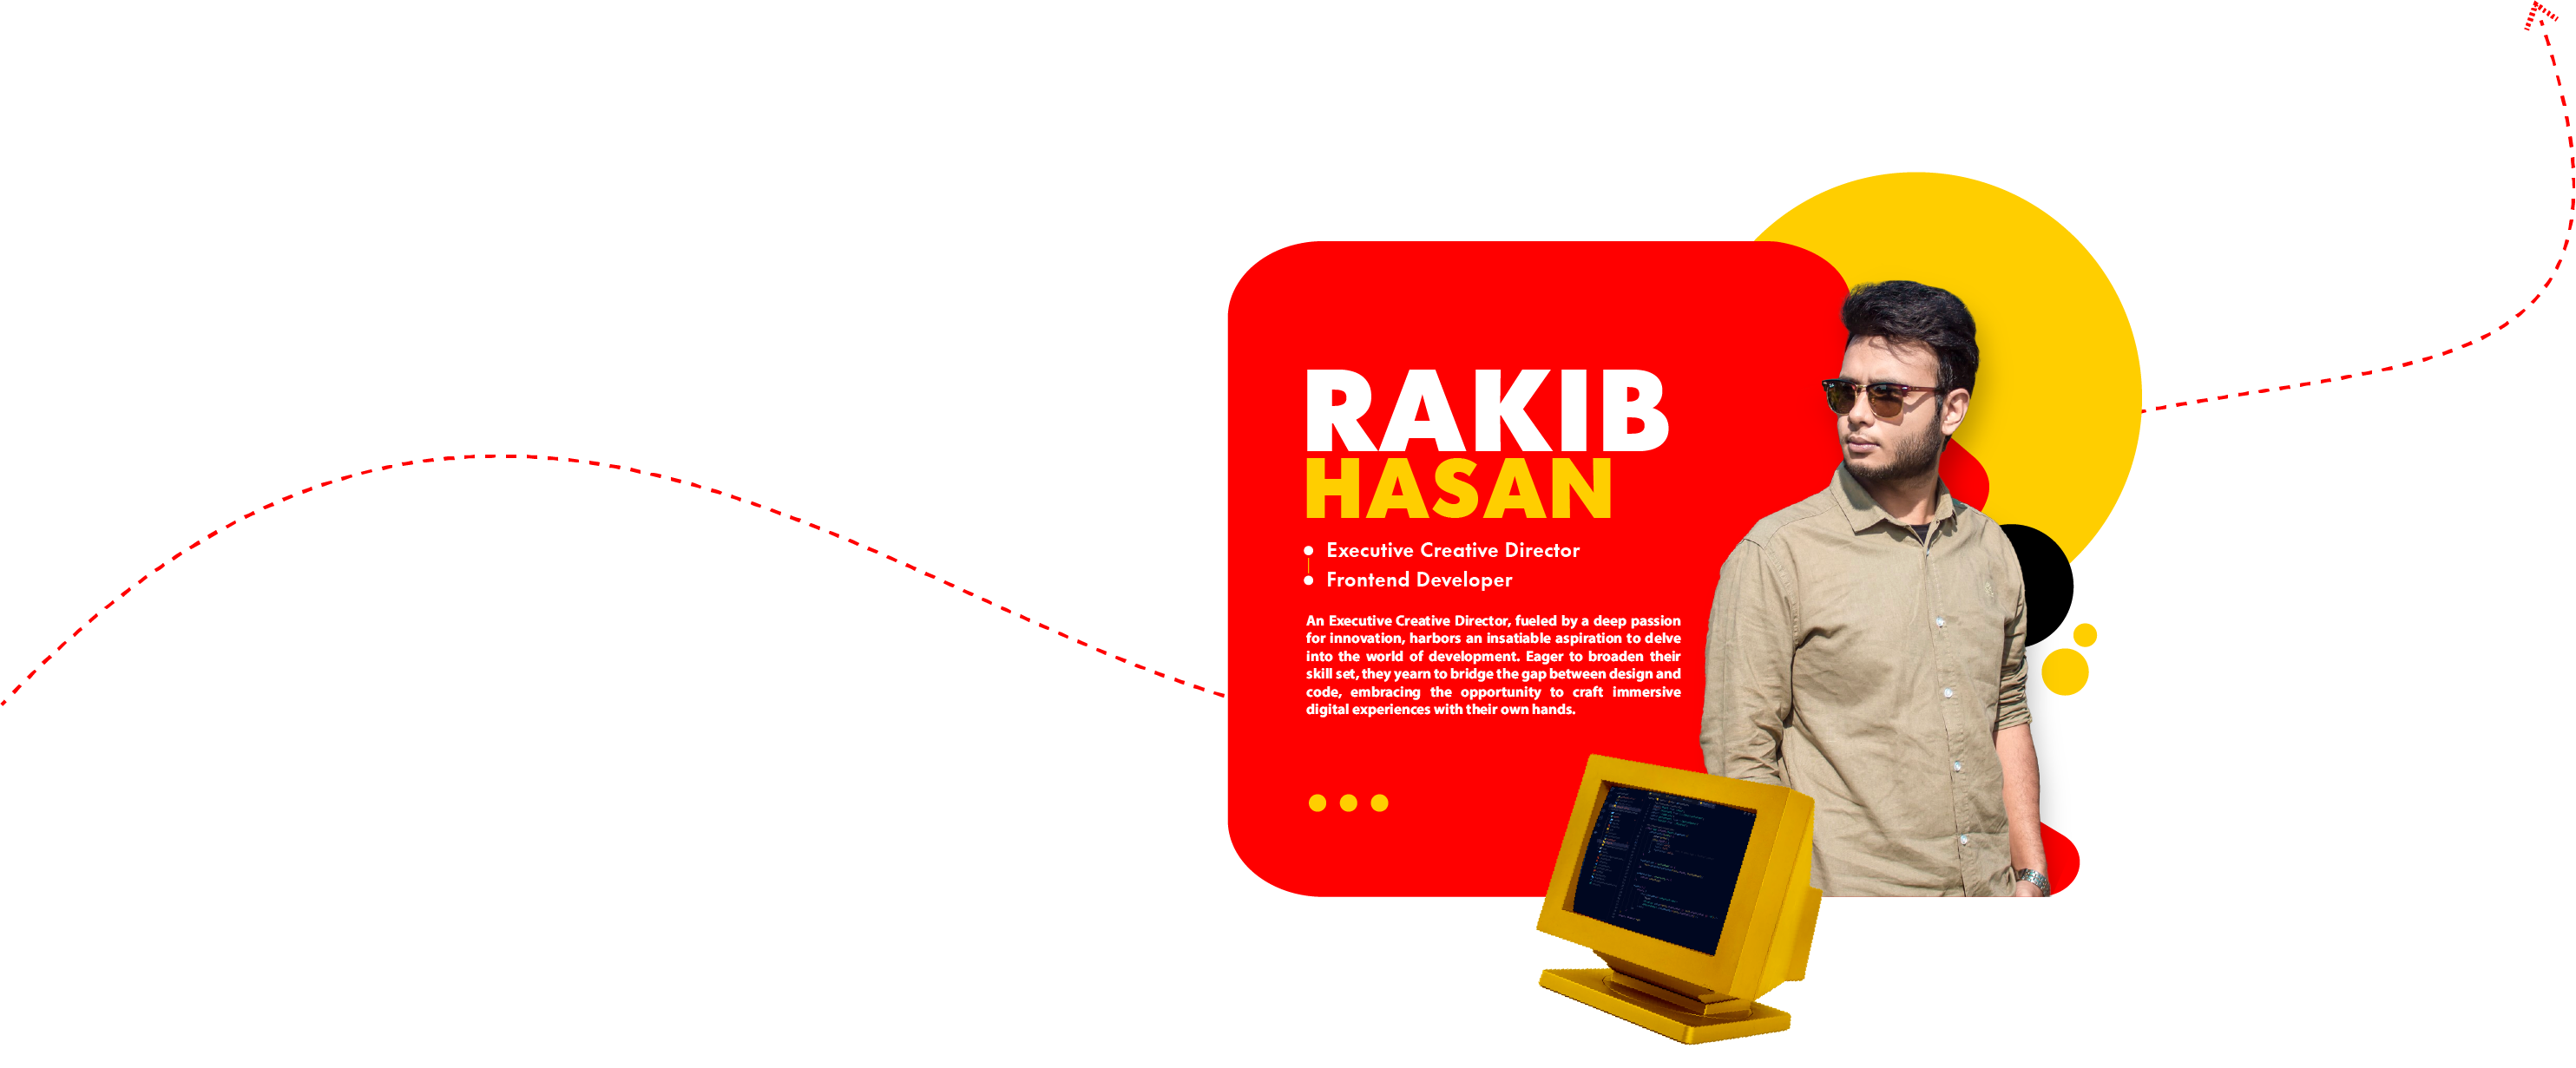 RAKIB
HASAN
Executive Creative Director
Frontend Developer
An Executive Creative Director, fueled by a deep passion
for innovation, harbors an insatiable aspiration to delve
into the world of development. Eager to broaden their
skill set, they yearn to bridge the gap between design and
code, embracing the opportunity to craft immersive
digital experiences with their own hands.